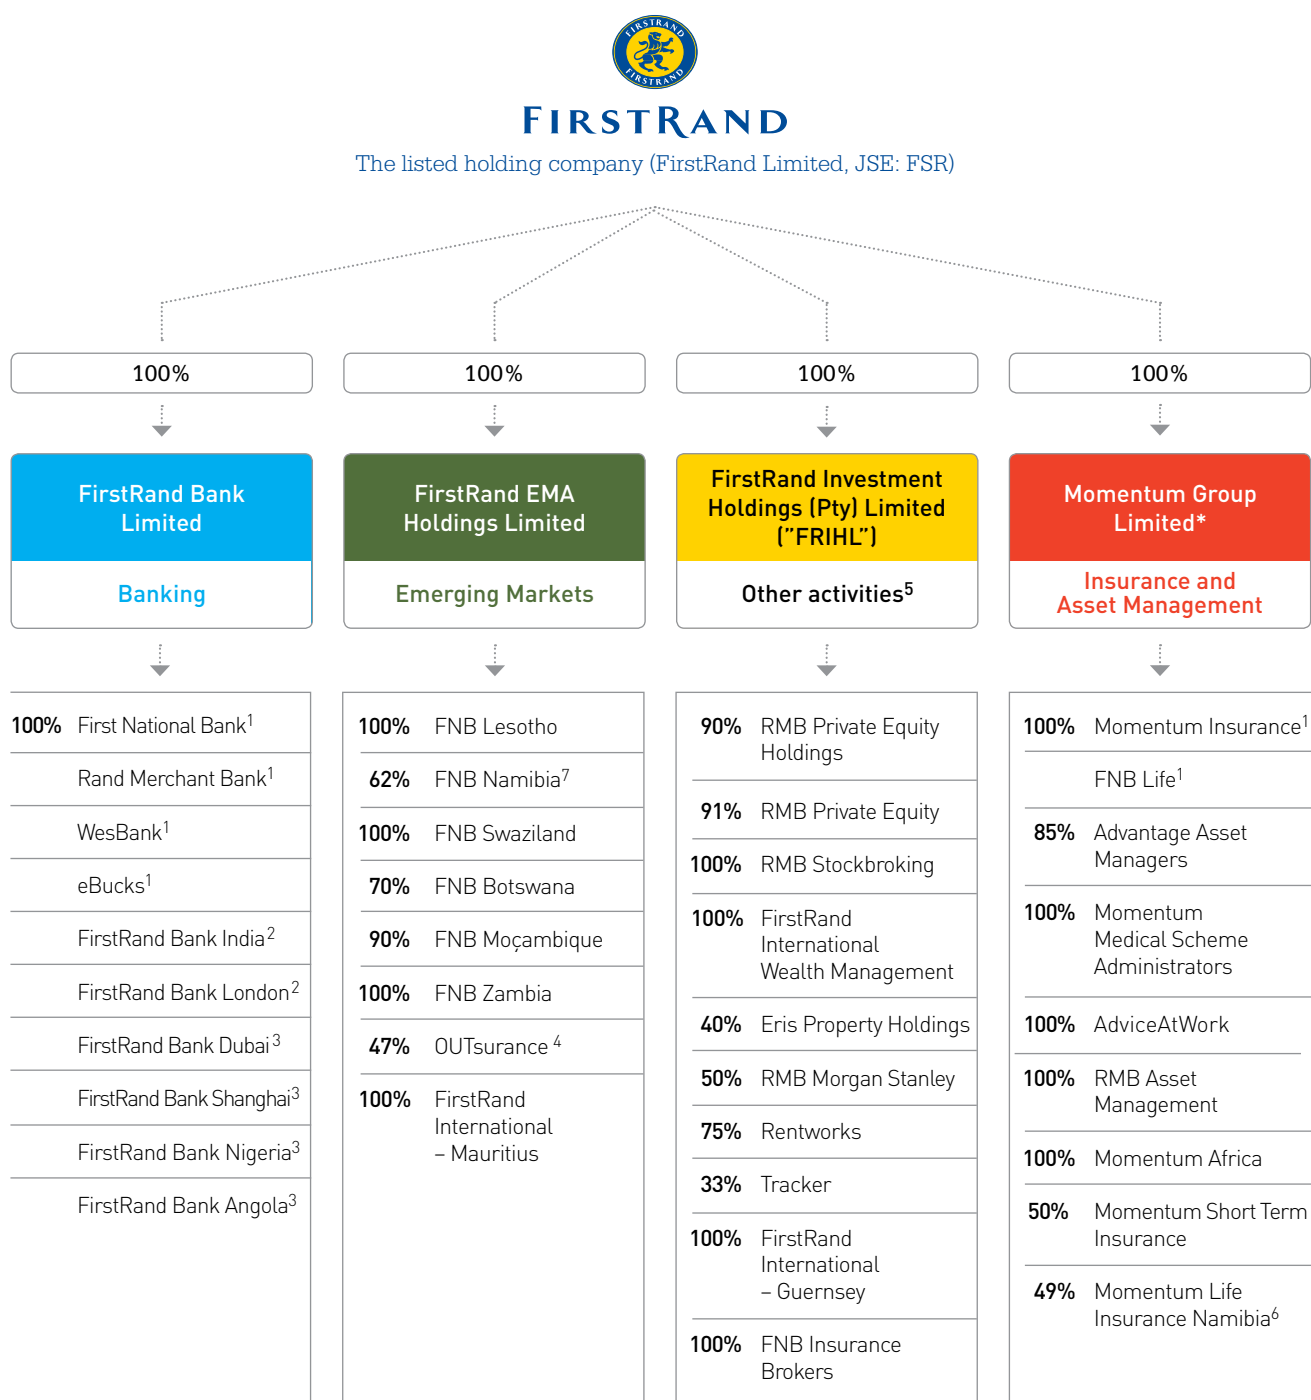 FIRSTRAND
FIRSTRAND
FIRSTRAND
The listed holding company (FirstRand Limited, JSE: FSR)
100%
100%
100%
100%
FirstRand Bank
Limited
Banking
FirstRand EMA
Holdings Limited
Emerging Markets
FirstRand Investment
Holdings (Pty) Limited
(”FRIHL”)
Other activities5
Momentum Group
Limited*
Insurance and
Asset Management
100% First National Bank1
Rand Merchant Bank1
WesBank1
eBucks1
FirstRand Bank India2
FirstRand Bank London2
FirstRand Bank Dubai3
FirstRand Bank Shanghai3
FirstRand Bank Nigeria3
FirstRand Bank Angola3
100% FNB Lesotho
62% FNB Namibia7
100% FNB Swaziland
70% FNB Botswana
90% FNB Moçambique
100% FNB Zambia
47% OUTsurance 4
100% FirstRand
International
– Mauritius
90% RMB Private Equity
Holdings
91% RMB Private Equity
100% RMB Stockbroking
100% FirstRand
International
Wealth Management
40% Eris Property Holdings
50% RMB Morgan Stanley
75% Rentworks
33% Tracker
100% FirstRand
International
– Guernsey
100% FNB Insurance
Brokers
100% Momentum Insurance1
FNB Life1
85% Advantage Asset
Managers
100% Momentum
Medical Scheme
Administrators
100% AdviceAtWork
100% RMB Asset
Management
100% Momentum Africa
50% Momentum Short Term
Insurance
49% Momentum Life
Insurance Namibia6